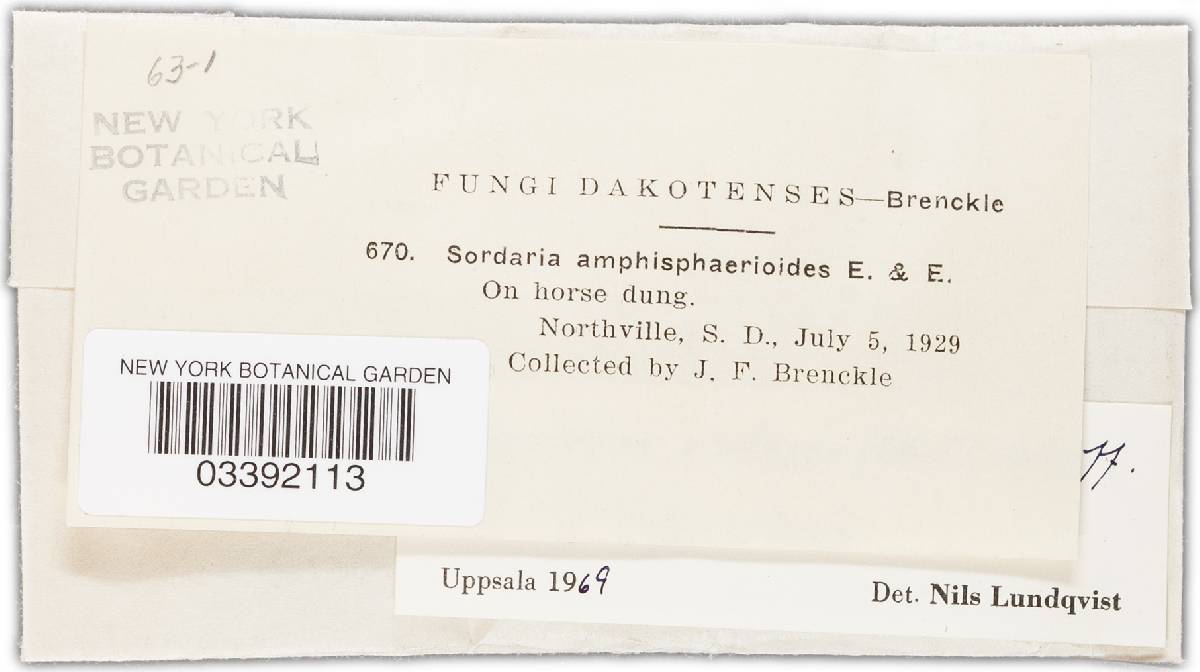 63-1
NEW YORK
BOTANICAL
GARDEN
FUNGI DAKOTENSES—Brenckle
670. Sordaria amphisphaerioides E. & E.
On horse dung.
Northville, S. D., July 5, 1929
Collected by J. F. Brenckle
NEW YORK BOTANICAL GARDEN
03392113
Uppsala 1969
Det. Nils Lundqvist